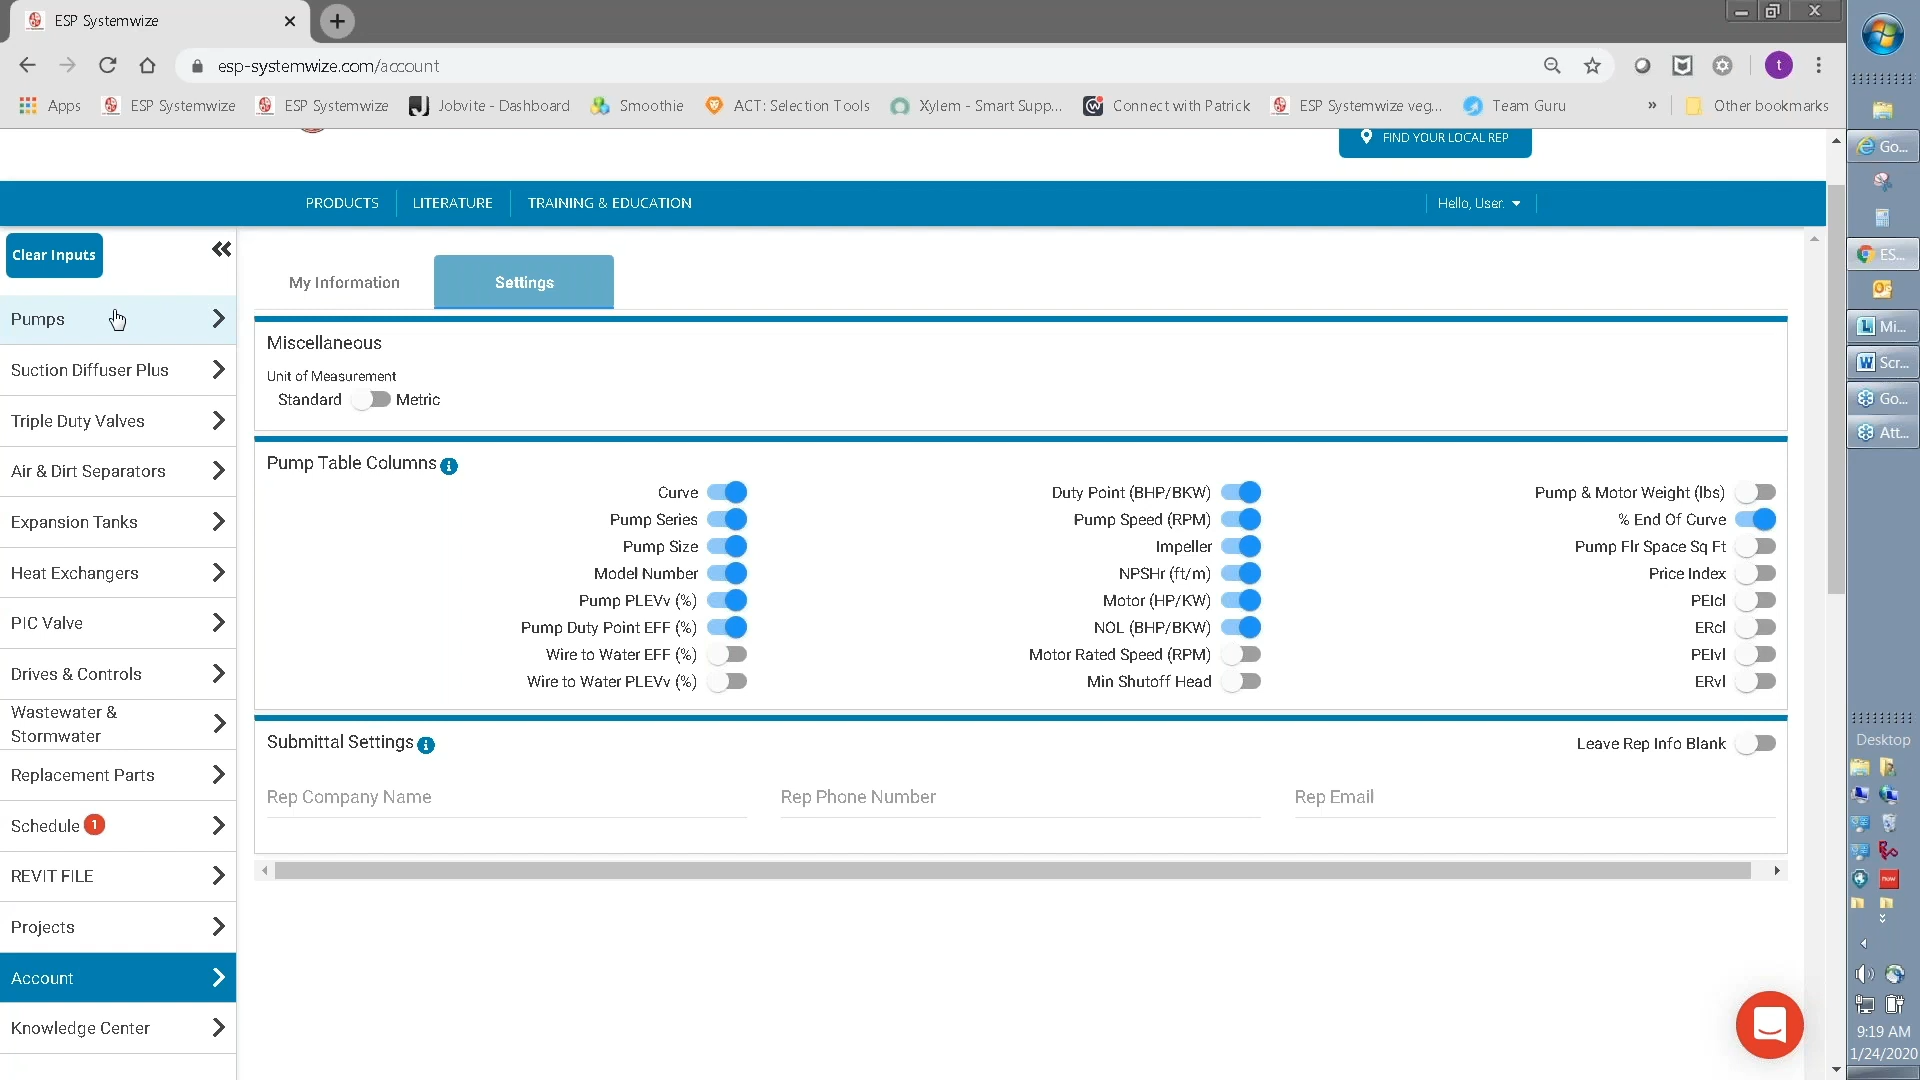 ESP Systemwize
esp-systemwize.com/account
Apps
ESP Systemwize
ESP Systemwize
Jobvite - Dashboard
Smoothie
ACT: Selection Tools
Xylem - Smart Supp...
Connect with Patrick
ESP Systemwize veg...
Team Guru
»
Other bookmarks
t
FIND YOUR LOCAL REP
PRODUCTS
LITERATURE
TRAINING & EDUCATION
Hello, User.
Clear Inputs
Pumps
Suction Diffuser Plus
Triple Duty Valves
Air & Dirt Separators
Expansion Tanks
Heat Exchangers
PIC Valve
Drives & Controls
Wastewater &
Stormwater
Replacement Parts
Schedule 1
REVIT FILE
Projects
Account
Knowledge Center
My Information
Settings
Miscellaneous
Unit of Measurement
Standard Metric
Pump Table Columns
Curve
Pump Series
Pump Size
Model Number
Pump PLEVv (%)
Pump Duty Point EFF (%)
Wire to Water EFF (%)
Wire to Water PLEVv (%)
Duty Point (BHP/BKW)
Pump Speed (RPM)
Impeller
NPSHr (ft/m)
Motor (HP/KW)
NOL (BHP/BKW)
Motor Rated Speed (RPM)
Min Shutoff Head
Pump & Motor Weight (lbs)
% End Of Curve
Pump Flr Space Sq Ft
Price Index
PEIcl
ERcl
PEIvl
ERvl
Submittal Settings
Leave Rep Info Blank
Rep Company Name
Rep Phone Number
Rep Email
Go...
ES...
Mi...
Scr...
Go...
Att...
Desktop
9:19 AM
1/24/2020